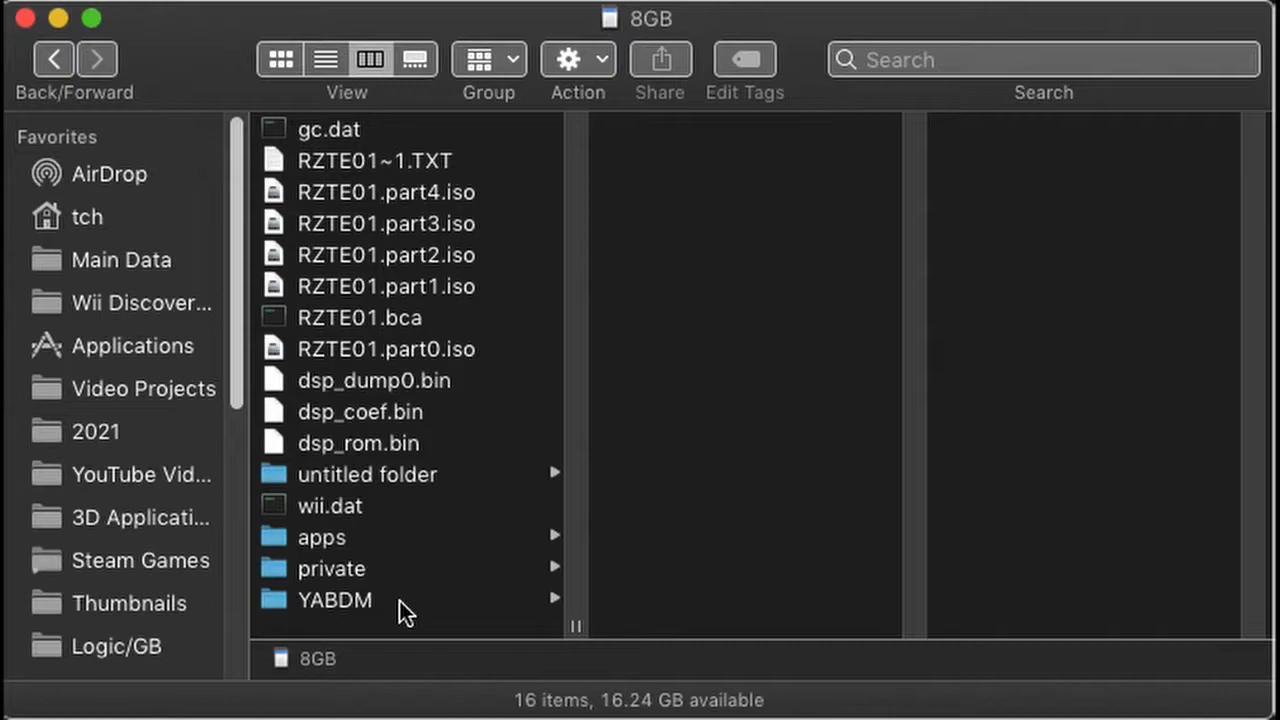 8GB
Search
Back/Forward
View
Group
Action
Share
Edit Tags
Search
Favorites
AirDrop
tch
Main Data
Wii Discover...
Applications
Video Projects
2021
YouTube Vid...
3D Applicati...
Steam Games
Thumbnails
Logic/GB
gc.dat
RZTE01~1.TXT
RZTE01.part4.iso
RZTE01.part3.iso
RZTE01.part2.iso
RZTE01.part1.iso
RZTE01.bca
RZTE01.part0.iso
dsp_dump0.bin
dsp_coef.bin
dsp_rom.bin
untitled folder
wii.dat
apps
private
YABDM
8GB
16 items, 16.24 GB available